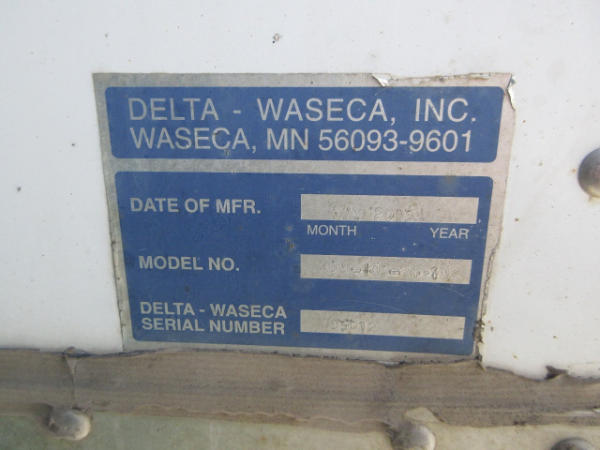 DELTA - WASECA, INC.
WASECA, MN 56093-9601
DATE OF MFR.
MONTH YEAR
MODEL NO.
DELTA - WASECA
SERIAL NUMBER